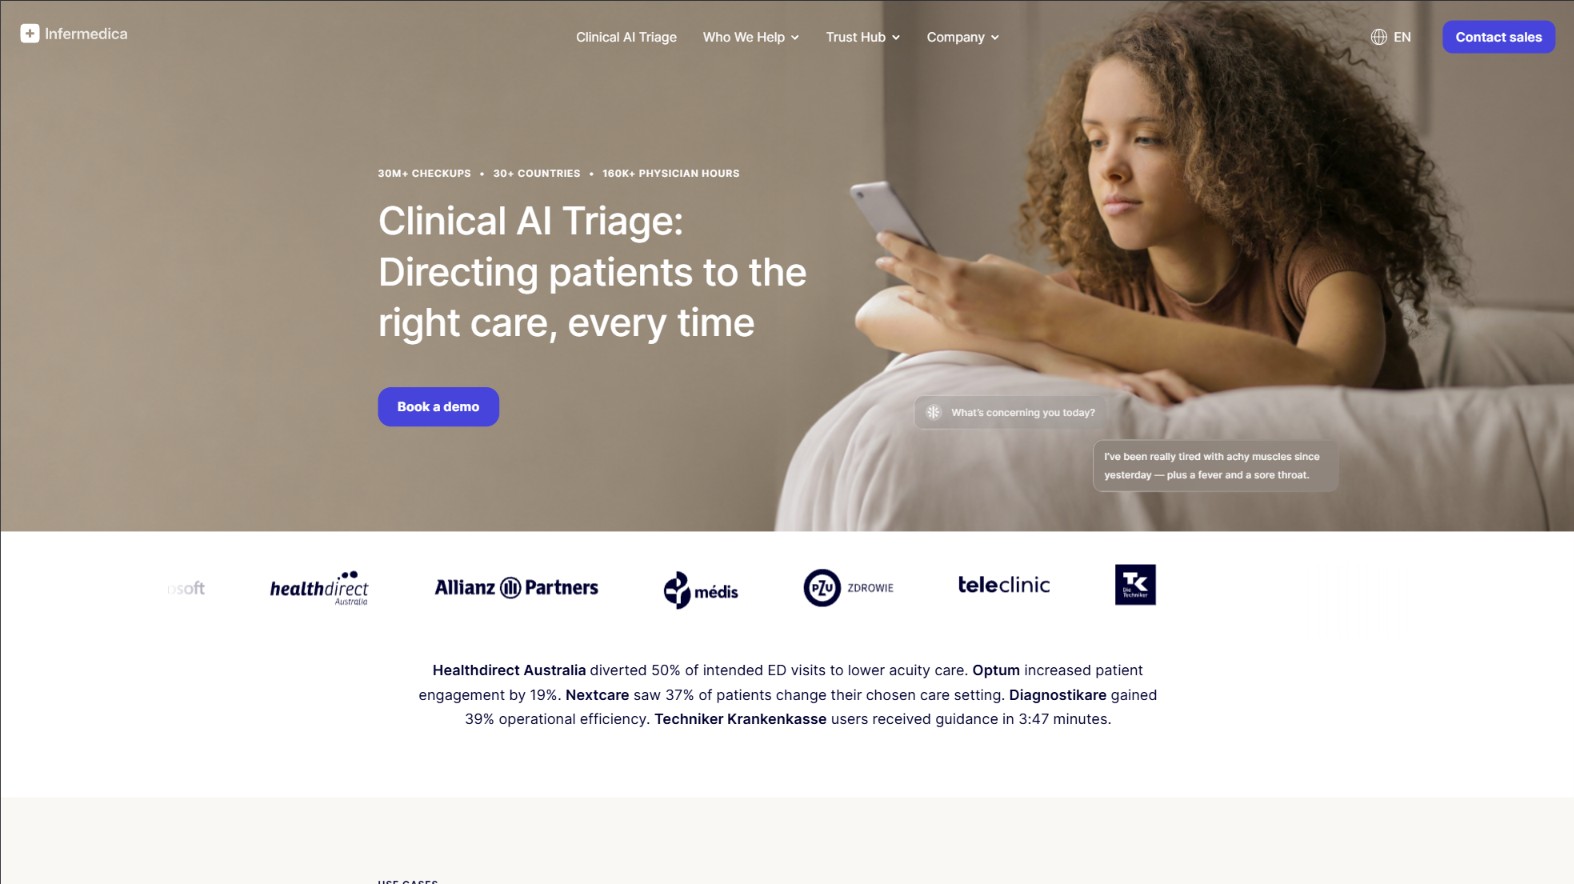 Infermedica
Clinical AI Triage
Who We Help
Trust Hub
Company
EN
Contact sales
30M+ CHECKUPS • 30+ COUNTRIES • 160K+ PHYSICIAN HOURS
Clinical AI Triage:
Directing patients to the
right care, every time
Book a demo
What's concerning you today?
I've been really tired with achy muscles since
yesterday — plus a fever and a sore throat.
healthdirect
Australia
Allianz Partners
médis
PZU ZDROWIE
teleclinic
TK
Die
Techniker
Healthdirect Australia diverted 50% of intended ED visits to lower acuity care. Optum increased patient
engagement by 19%. Nextcare saw 37% of patients change their chosen care setting. Diagnostikare gained
39% operational efficiency. Techniker Krankenkasse users received guidance in 3:47 minutes.
USE CASES